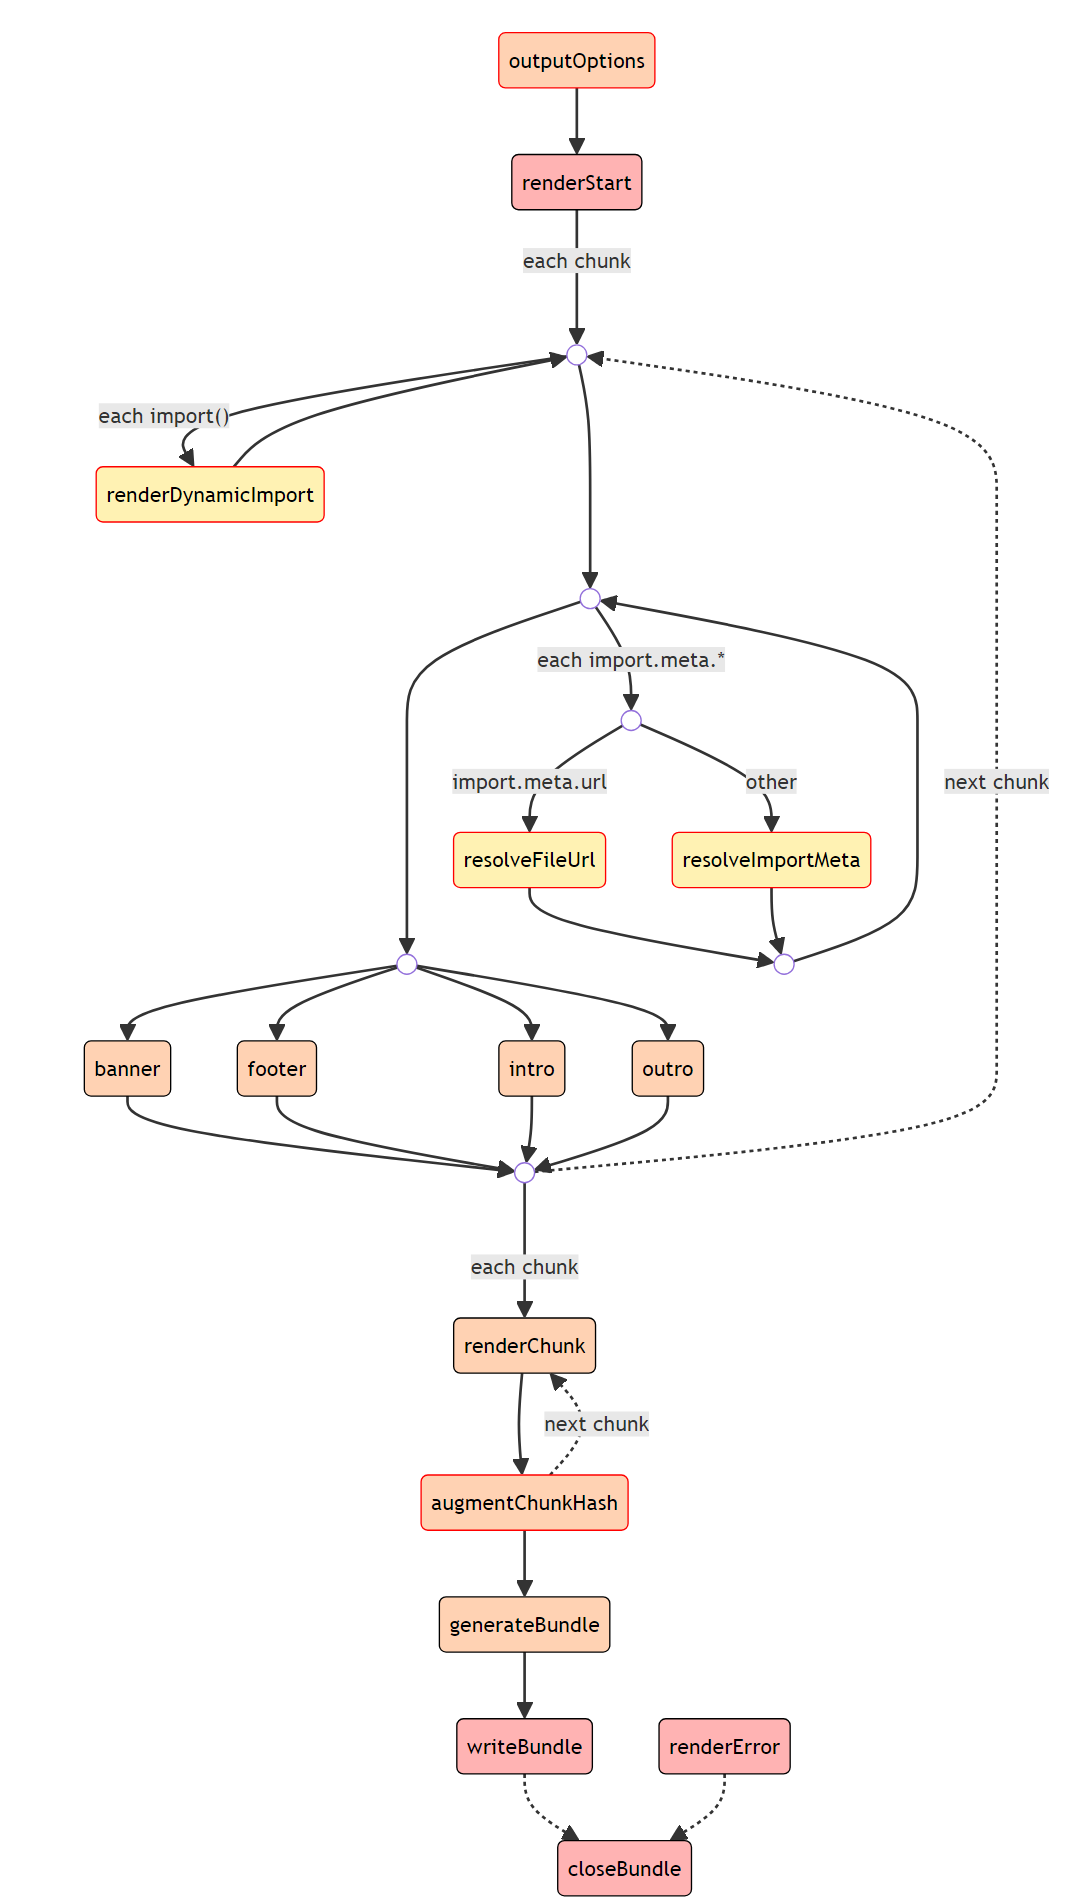 outputOptions
renderStart
each chunk
each import()
renderDynamicImport
each import.meta.*
import.meta.url
other
next chunk
resolveFileUrl
resolveImportMeta
banner
footer
intro
outro
each chunk
renderChunk
next chunk
augmentChunkHash
generateBundle
writeBundle
renderError
closeBundle